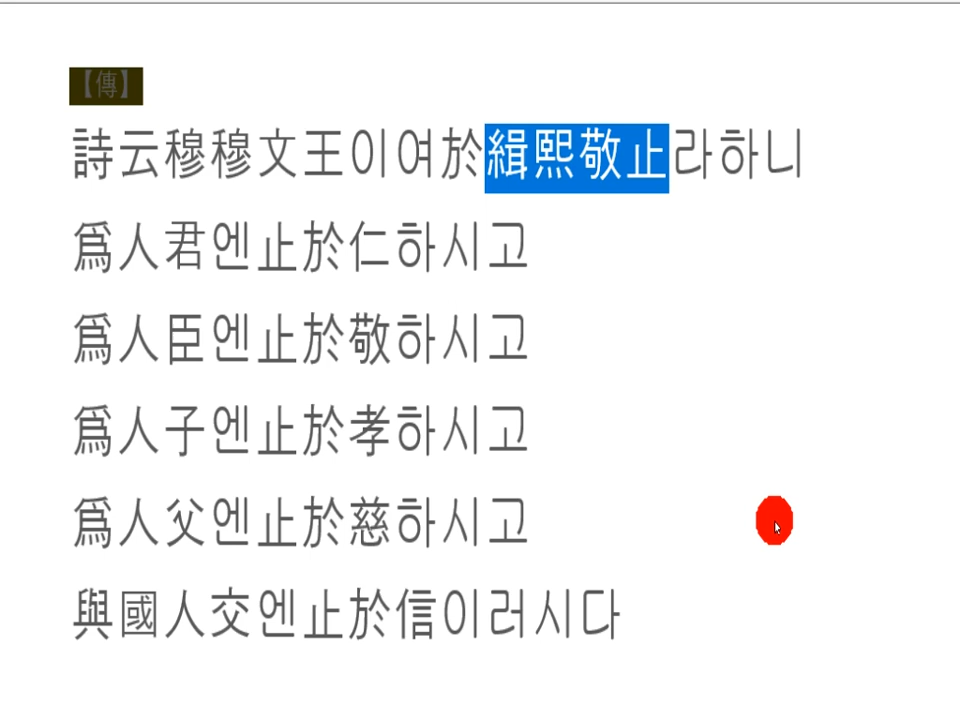 【傳】
詩云穆穆文王이여於緝熙敬止라하니
爲人君엔止於仁하시고
爲人臣엔止於敬하시고
爲人子엔止於孝하시고
爲人父엔止於慈하시고
與國人交엔止於信이러시다